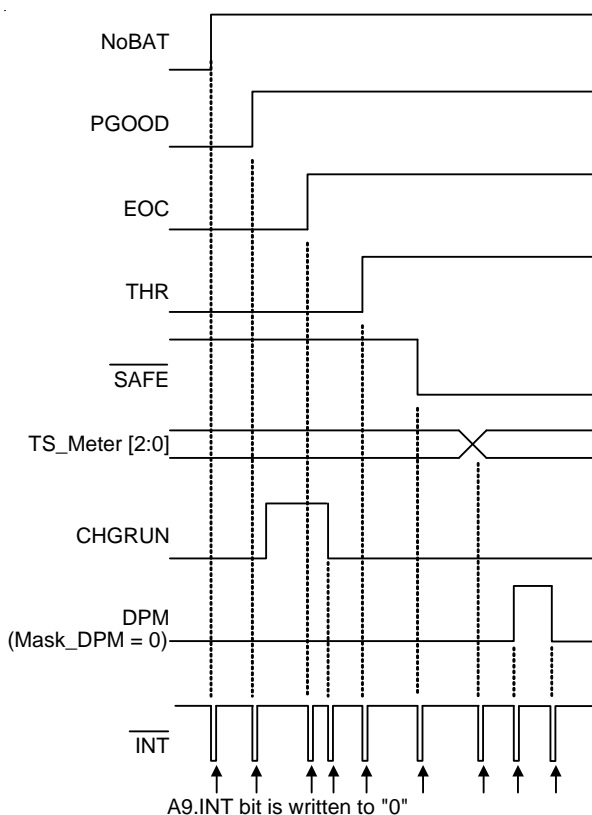 NoBAT
PGOOD
EOC
THR
SAFE
TS_Meter [2:0]
CHGRUN
DPM
(Mask_DPM = 0)
INT
A9.INT bit is written to "0"